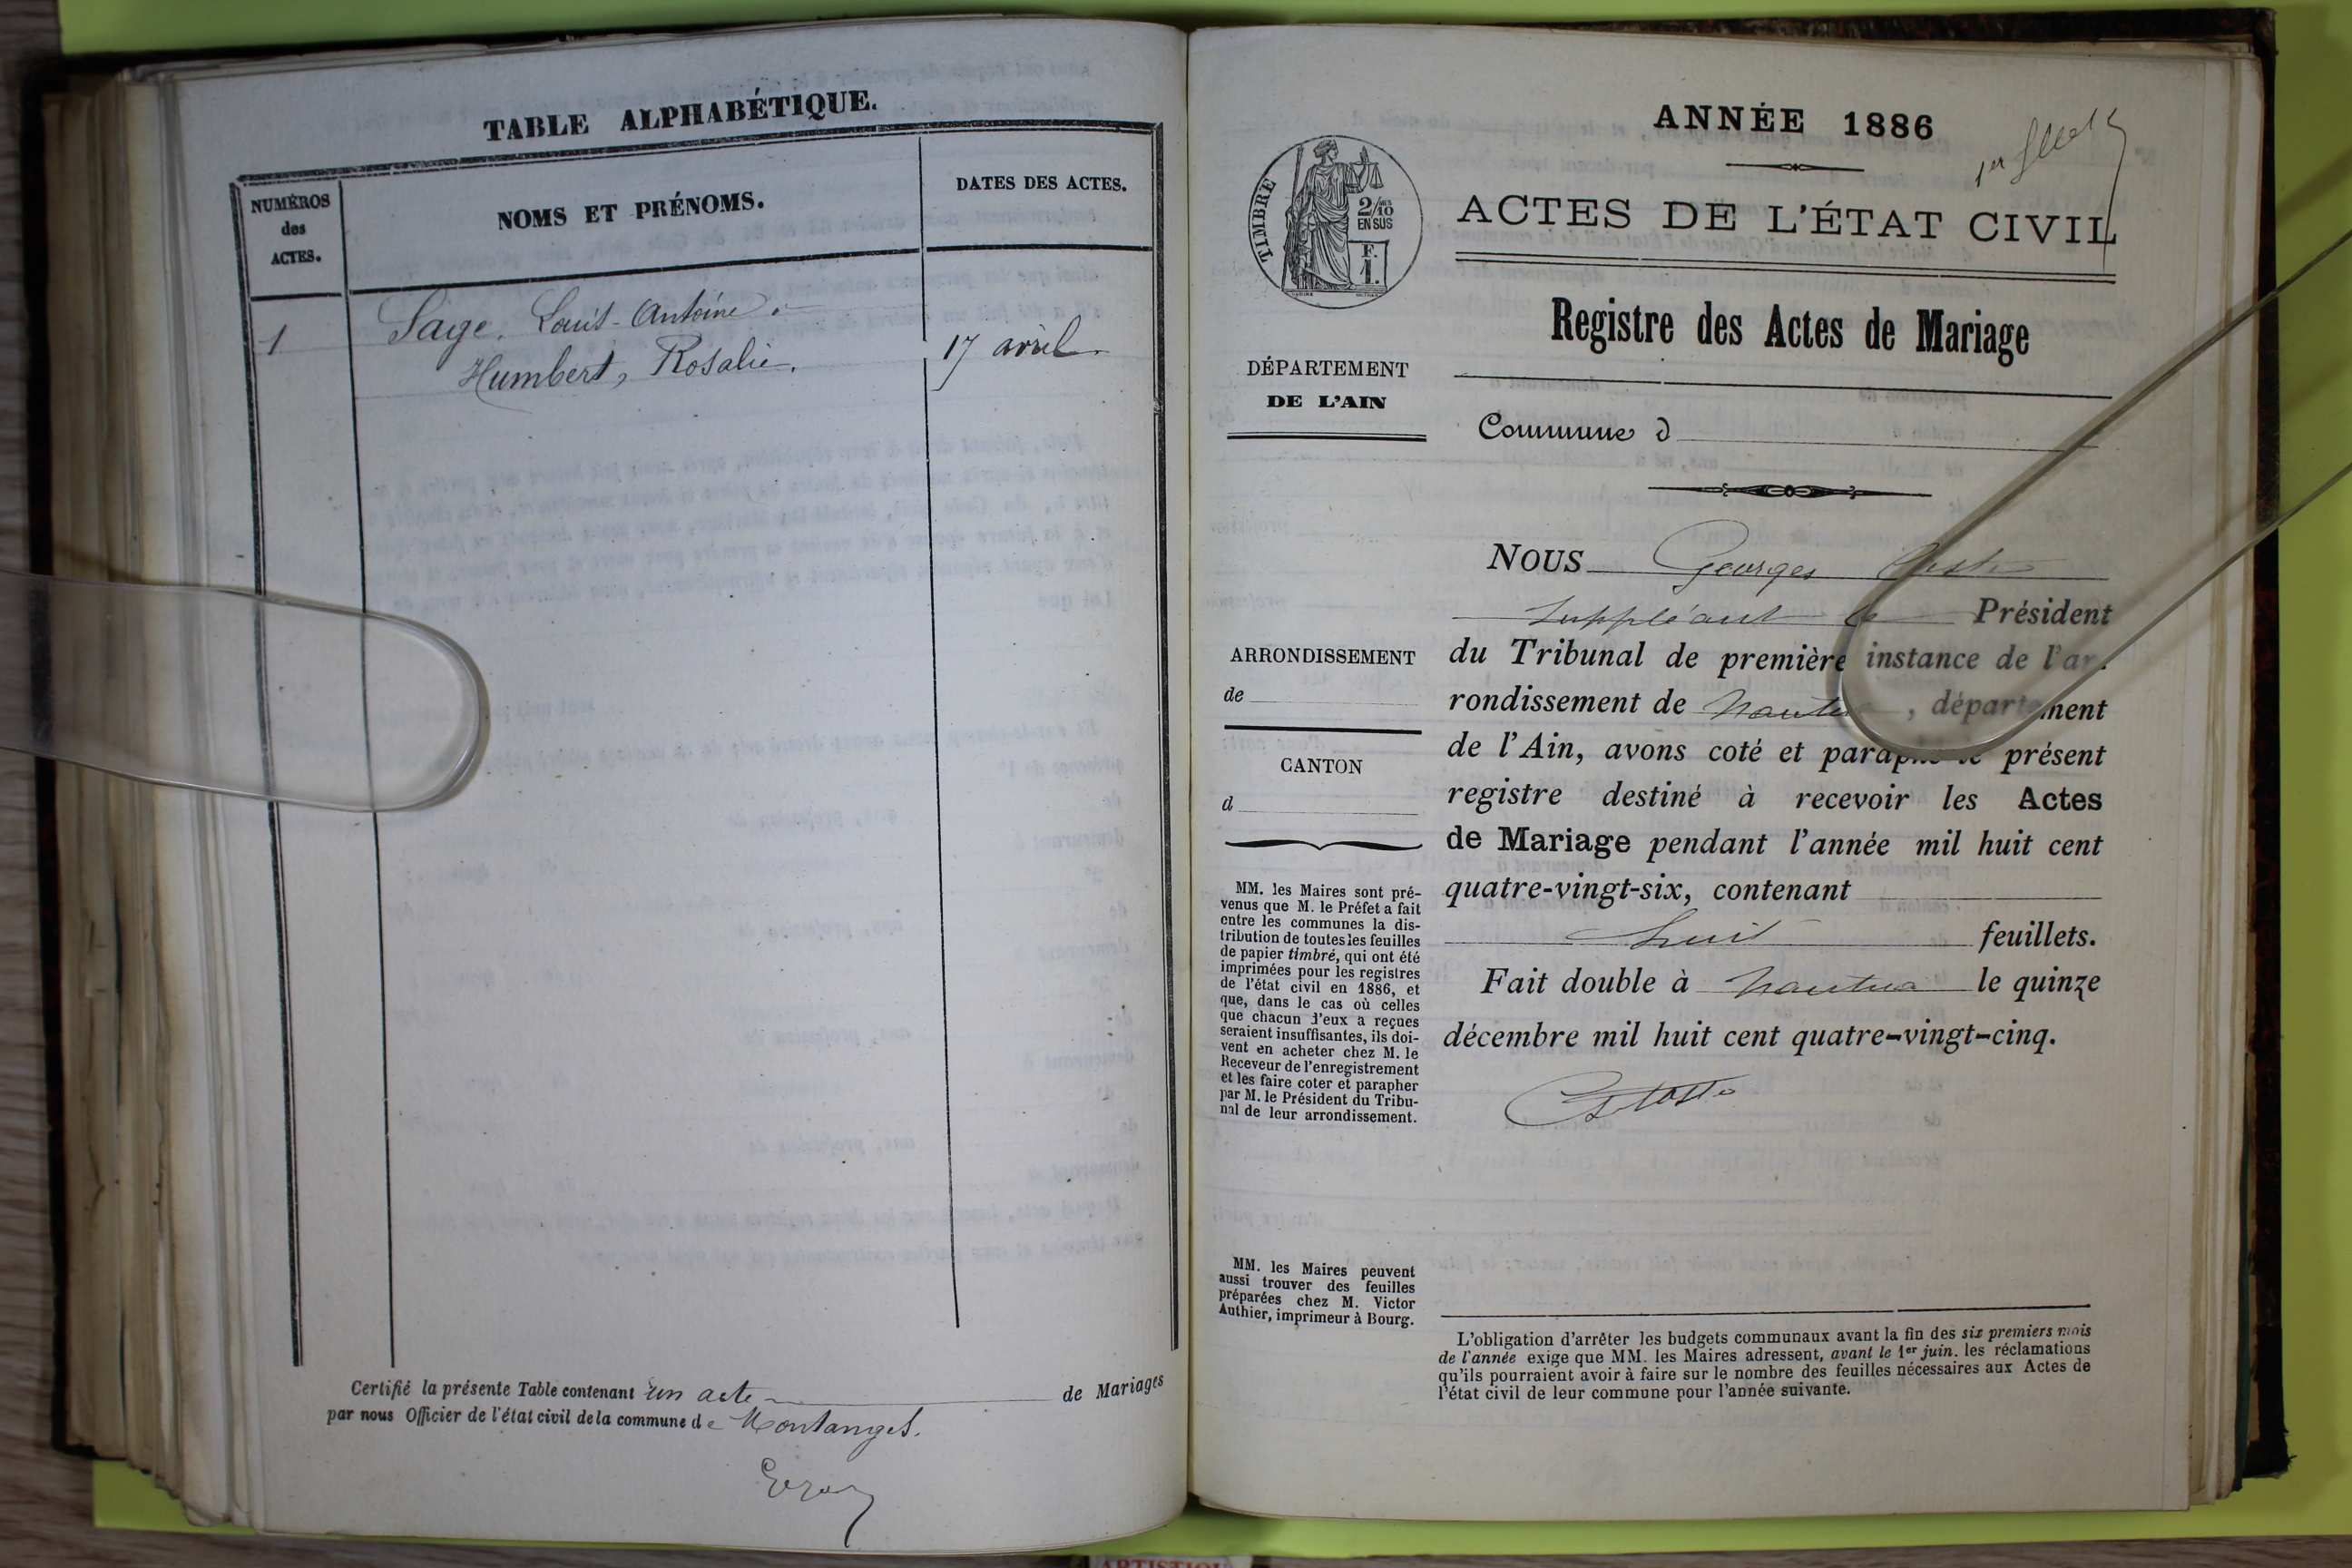 TABLE ALPHABÉTIQUE.
NUMÉROS
des
ACTES.
NOMS ET PRÉNOMS.
DATES DES ACTES.
1
Sage, Louis-Antoine
Humbert, Rosalie.
17 avril
Certifié la présente Table contenant un acte de Mariages
par nous Officier de l'état civil de la commune de Montanges.
ANNÉE 1886
1er
TIMBRE
2/10
EN SUS
F.
1.
ACTES DE L'ÉTAT CIVIL
Registre des Actes de Mariage
DÉPARTEMENT
DE L'AIN
Commune d
NOUS Georges
suppléant le Président
ARRONDISSEMENT
de
du Tribunal de première instance de l'ar-
rondissement de Nantua, département
de l'Ain, avons coté et paraphé le présent
CANTON
d
registre destiné à recevoir les Actes
de Mariage pendant l'année mil huit cent
quatre-vingt-six, contenant
huit feuillets.
Fait double à Nantua le quinze
décembre mil huit cent quatre-vingt-cinq.
MM. les Maires sont pré-
venus que M. le Préfet a fait
entre les communes la dis-
tribution de toutes les feuilles
de papier timbré, qui ont été
imprimées pour les registres
de l'état civil en 1886, et
que, dans le cas où celles
que chacun d'eux a reçues
seraient insuffisantes, ils doi-
vent en acheter chez M. le
Receveur de l'enregistrement
et les faire coter et parapher
par M. le Président du Tribu-
nal de leur arrondissement.
MM. les Maires peuvent
aussi trouver des feuilles
préparées chez M. Victor
Authier, imprimeur à Bourg.
L'obligation d'arrêter les budgets communaux avant la fin des six premiers mois
de l'année exige que MM. les Maires adressent, avant le 1er juin. les réclamations
qu'ils pourraient avoir à faire sur le nombre des feuilles nécessaires aux Actes de
l'état civil de leur commune pour l'année suivante.